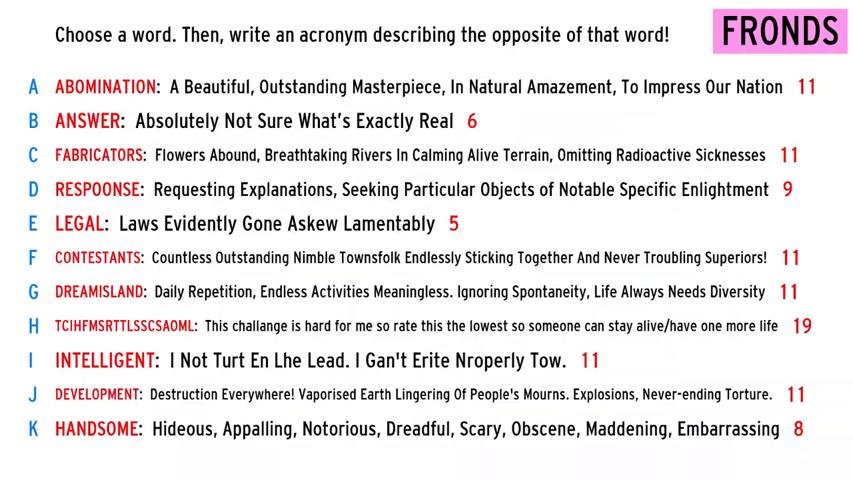 Choose a word. Then, write an acronym describing the opposite of that word!
FRONDS
A ABOMINATION: A Beautiful, Outstanding Masterpiece, In Natural Amazement, To Impress Our Nation 11
B ANSWER: Absolutely Not Sure What's Exactly Real 6
C FABRICATORS: Flowers Abound, Breathtaking Rivers In Calming Alive Terrain, Omitting Radioactive Sicknesses 11
D RESPOONSE: Requesting Explanations, Seeking Particular Objects of Notable Specific Enlightment 9
E LEGAL: Laws Evidently Gone Askew Lamentably 5
F CONTESTANTS: Countless Outstanding Nimble Townsfolk Endlessly Sticking Together And Never Troubling Superiors! 11
G DREAMISLAND: Daily Repetition, Endless Activities Meaningless. Ignoring Spontaneity, Life Always Needs Diversity 11
H TCIHFMSRTTLSSCSAOML: This challange is hard for me so rate this the lowest so someone can stay alive/have one more life 19
I INTELLIGENT: I Not Turt En Lhe Lead. I Gan't Erite Nroperly Tow. 11
J DEVELOPMENT: Destruction Everywhere! Vaporised Earth Lingering Of People's Mourns. Explosions, Never-ending Torture. 11
K HANDSOME: Hideous, Appalling, Notorious, Dreadful, Scary, Obscene, Maddening, Embarrassing 8